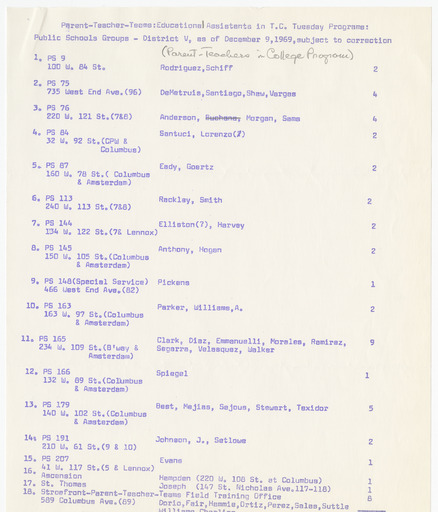 Parent-Teacher-Teams:Educational Assistants in T.C. Tuesday Programs:
Public Schools Groups - District V, as of December 9,1969,subject to correction
(Parent-Teachers in College Program)
1. PS 9
100 W. 84 St. Rodriguez,Schiff 2
2. PS 75
735 West End Ave.(96) DeMetruis,Santiago,Shaw,Vargas 4
3. PS 76
220 W. 121 St.(7&8) Anderson, Morgan, Sams 4
4. PS 84 Santuci, Lorenzo 2
32 W. 92 St.(CPW &
Columbus)
5. PS 87 Eady, Goertz 2
160 W. 78 St.( Columbus
& Amsterdam)
6. PS 113 Rackley, Smith 2
240 W. 113 St.(7&8)
7. PS 144 Elliston(?), Harvey 2
134 W. 122 St.(7& Lennox)
8. PS 145 Anthony, Hogan 2
150 W. 105 St.(Columbus
& Amsterdam)
9. PS 148(Special Service) Pickens 1
466 West End Ave.(82)
10. PS 163 Parker, Williams,A. 2
163 W. 97 St.(Columbus
& Amsterdam)
11. PS 165 Clark, Diaz, Emmanuelli, Morales, Ramirez, 9
234 W. 109 St.(B'way & Segarra, Velasquez, Walker
Amsterdam)
12. PS 166 Spiegel 1
132 W. 89 St.(Columbus
& Amsterdam)
13. PS 179 Best, Mejias, Sajous, Stewart, Texidor 5
140 W. 102 St.(Columbus
& Amsterdam)
14. PS 191 Johnson, J., Setlowe 2
210 W. 61 St.(9 & 10)
15. PS 207 Evans 1
41 W. 117 St.(5 & Lennox)
16. Ascension Hampden (220 W. 108 St. at Columbus) 1
17. St. Thomas Joseph (147 St. Nicholas Ave.117-118) 1
18. Storefront-Parent-Teacher-Teams Field Training Office 8
589 Columbus Ave.(89) Doris,Fair,Hammie,Ortiz,Perez,Sales,Suttle